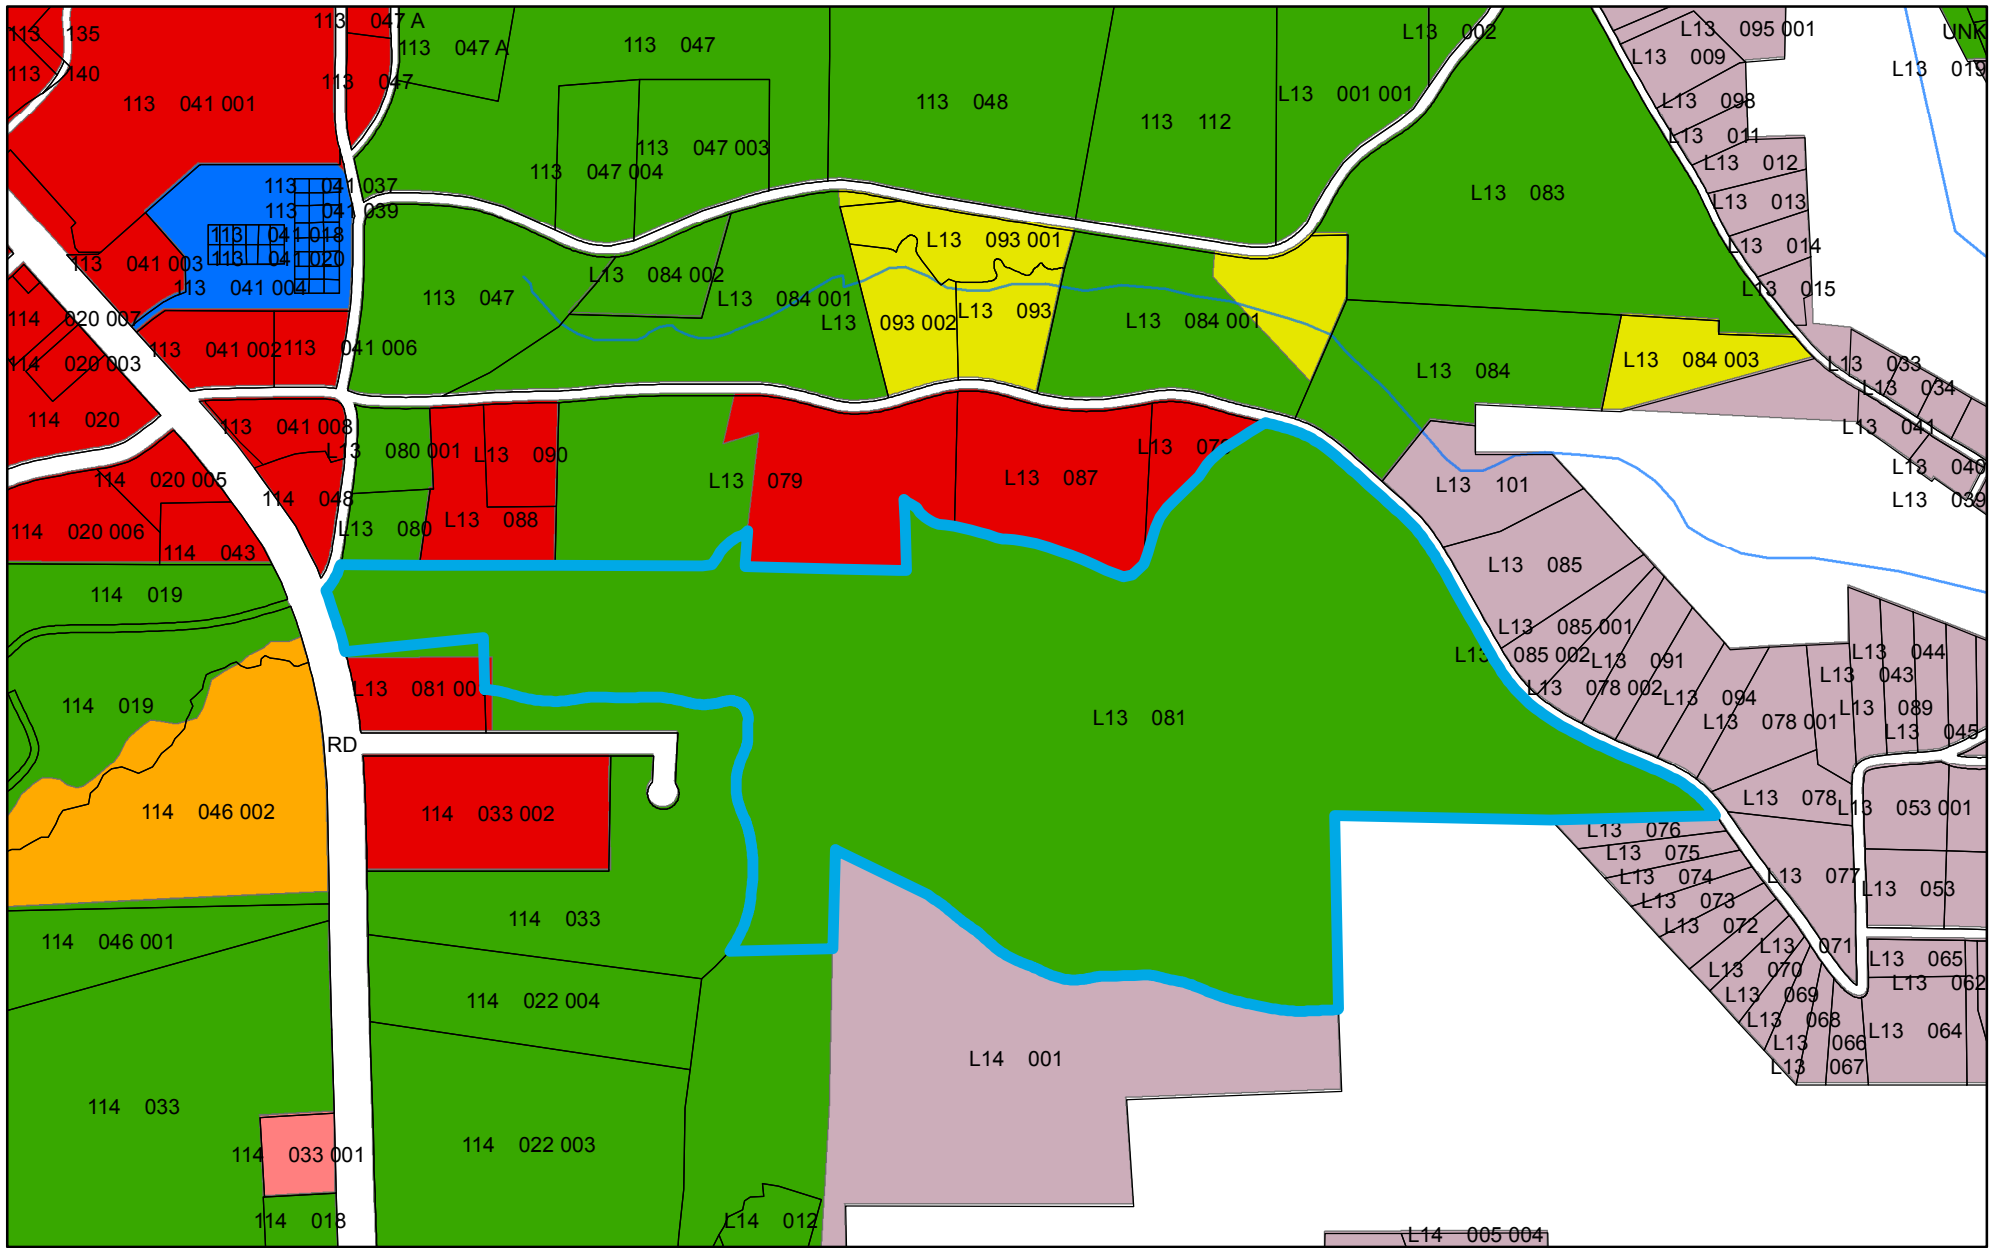 113 047 A
L13 095 001
L13 002
UNK
113 135
113 047 A
113 047
L13 009
L13 019
113 140
113 047
113 041 001
113 048
L13 001 001
L13 098
113 112
L13 011
113 047 003
L13 012
113 047 004
113 041 037
L13 083
L13 013
113 041 039
113 041 018
L13 093 001
L13 014
113 041 003
113 041 020
L13 084 002
113 041 004
113 047
L13 084 001
L13 015
114 020 007
L13 093 002
L13 093
L13 084 001
113 041 002
113 041 006
114 020 003
L13 084
L13 084 003
L13 033
L13 034
114 020
113 041 008
L13 041
L13 080 001
L13 090
L13 040
114 020 005
L13 079
L13 087
L13 101
114 048
L13 039
114 020 006
L13 080
L13 088
114 043
L13 085
114 019
L13 085 001
L13 085 002
L13 091
L13 044
L13 043
114 019
L13 081 00
L13 078 002
L13 094
L13 089
L13 081
L13 078 001
L13 045
RD
114 046 002
114 033 002
L13 078
L13 053 001
L13 076
L13 075
L13 074
L13 077
L13 053
L13 073
114 033
L13 072
114 046 001
L13 071
L13 065
L13 070
L13 062
114 022 004
L13 069
L13 068
L13 064
L14 001
L13 066
L13 067
114 033
114 022 003
114 033 001
114 018
L14 012
L14 005 004